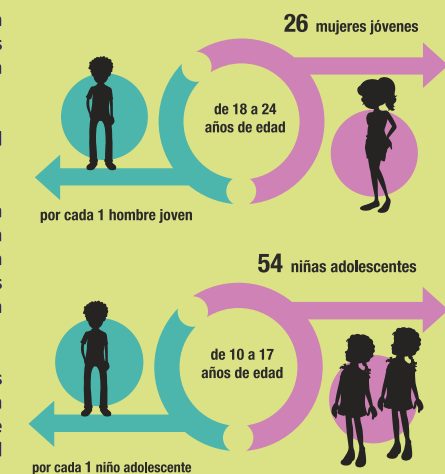 26 mujeres jóvenes
de 18 a 24
años de edad
por cada 1 hombre joven
54 niñas adolescentes
de 10 a 17
años de edad
por cada 1 niño adolescente